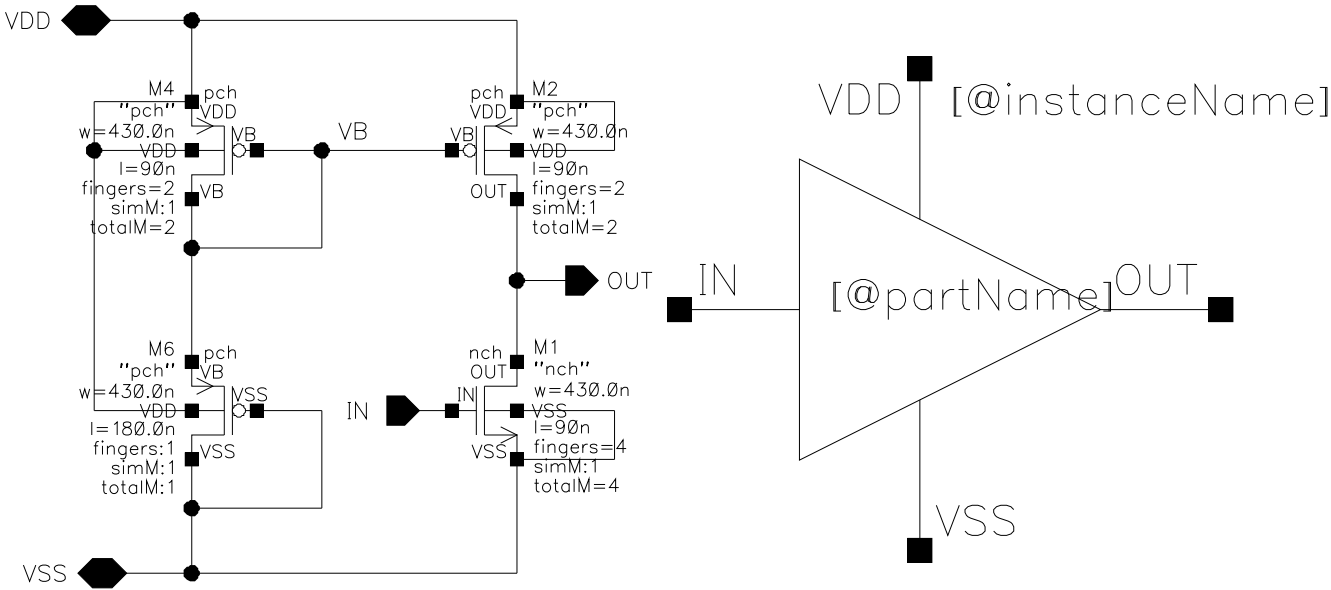 VDD
M4
pch
"pch"
VDD
w=430.0n
VB
VDD
l=90n
fingers=2
VB
simM:1
totalM=2
VB
M2
pch
VDD
"pch"
VB
w=430.0n
VDD
l=90n
OUT
fingers=2
simM:1
totalM=2
OUT
M6
pch
"pch"
VB
w=430.0n
VSS
VDD
l=180.0n
fingers:1
VSS
simM:1
totalM:1
IN
M1
nch
OUT
"nch"
IN
w=430.0n
VSS
l=90n
VSS
fingers=4
simM:1
totalM=4
VSS
VDD
[@instanceName]
IN
[@partName]
OUT
VSS